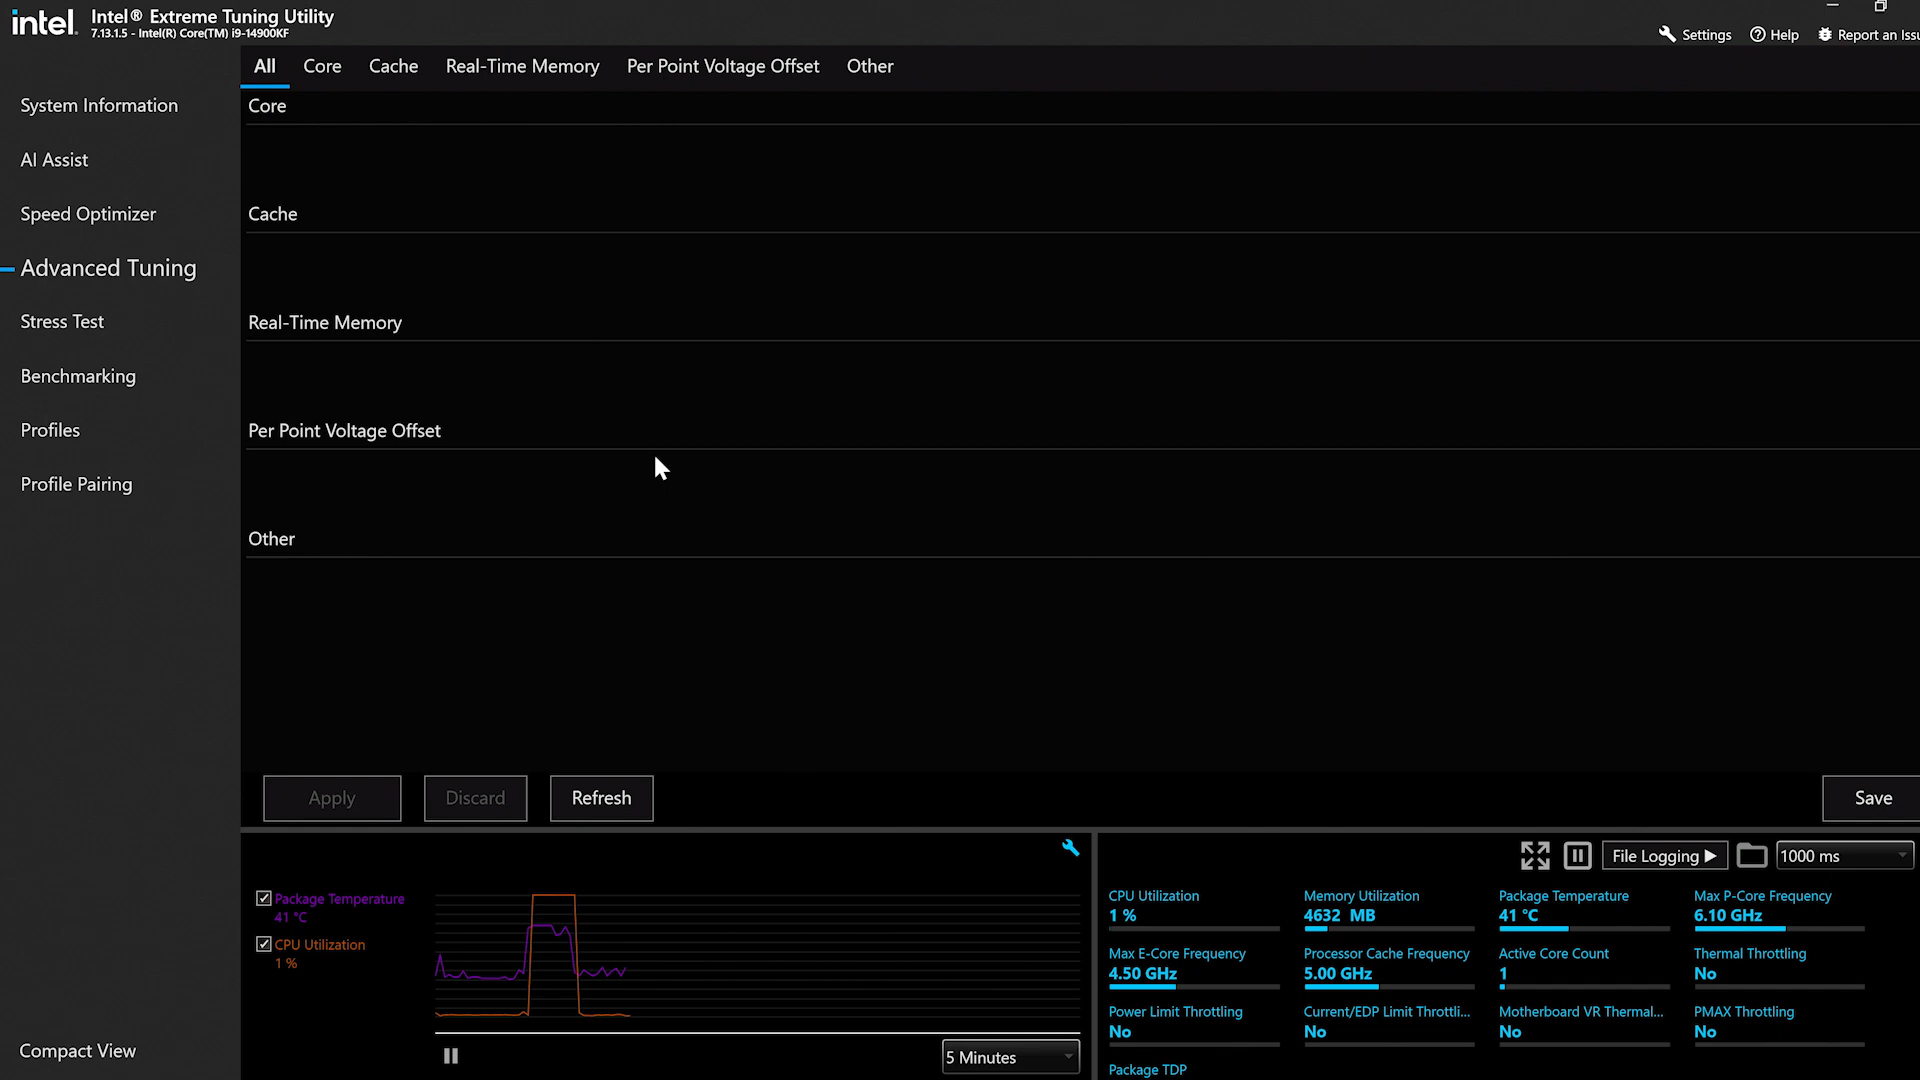 intel.
Intel® Extreme Tuning Utility
7.13.1.5 - Intel(R) Core(TM) i9-14900KF
Settings
Help
Report an Issu
All
Core
Cache
Real-Time Memory
Per Point Voltage Offset
Other
System Information
AI Assist
Speed Optimizer
Advanced Tuning
Stress Test
Benchmarking
Profiles
Profile Pairing
Compact View
Core
Cache
Real-Time Memory
Per Point Voltage Offset
Other
Apply
Discard
Refresh
Save
Package Temperature
41 °C
CPU Utilization
1 %
5 Minutes
File Logging
1000 ms
CPU Utilization
1 %
Memory Utilization
4632 MB
Package Temperature
41 °C
Max P-Core Frequency
6.10 GHz
Max E-Core Frequency
4.50 GHz
Processor Cache Frequency
5.00 GHz
Active Core Count
1
Thermal Throttling
No
Power Limit Throttling
No
Current/EDP Limit Throttli...
No
Motherboard VR Thermal...
No
PMAX Throttling
No
Package TDP